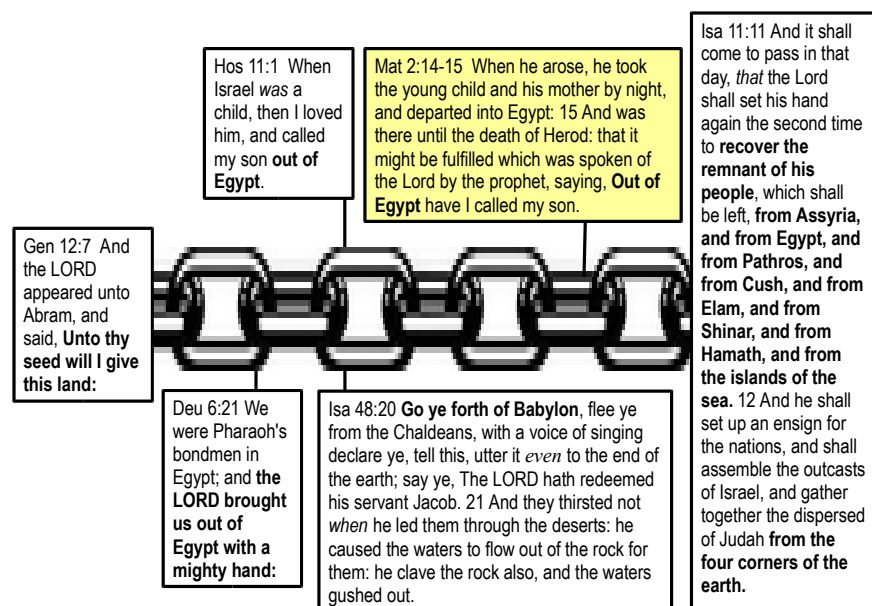 Gen 12:7  And
the LORD
appeared unto
Abram, and
said, Unto thy
seed will I give
this land:
Hos 11:1  When
Israel was a
child, then I loved
him, and called
my son out of
Egypt.
Deu 6:21 We
were Pharaoh's
bondmen in
Egypt; and the
LORD brought
us out of
Egypt with a
mighty hand:
Mat 2:14-15  When he arose, he took
the young child and his mother by night,
and departed into Egypt: 15 And was
there until the death of Herod: that it
might be fulfilled which was spoken of
the Lord by the prophet, saying, Out of
Egypt have I called my son.
Isa 48:20 Go ye forth of Babylon, flee ye
from the Chaldeans, with a voice of singing
declare ye, tell this, utter it even to the end of
the earth; say ye, The LORD hath redeemed
his servant Jacob. 21 And they thirsted not
when he led them through the deserts: he
caused the waters to flow out of the rock for
them: he clave the rock also, and the waters
gushed out.
Isa 11:11 And it shall
come to pass in that
day, that the Lord
shall set his hand
again the second time
to recover the
remnant of his
people, which shall
be left, from Assyria,
and from Egypt, and
from Pathros, and
from Cush, and from
Elam, and from
Shinar, and from
Hamath, and from
the islands of the
sea. 12 And he shall
set up an ensign for
the nations, and shall
assemble the outcasts
of Israel, and gather
together the dispersed
of Judah from the
four corners of the
earth.